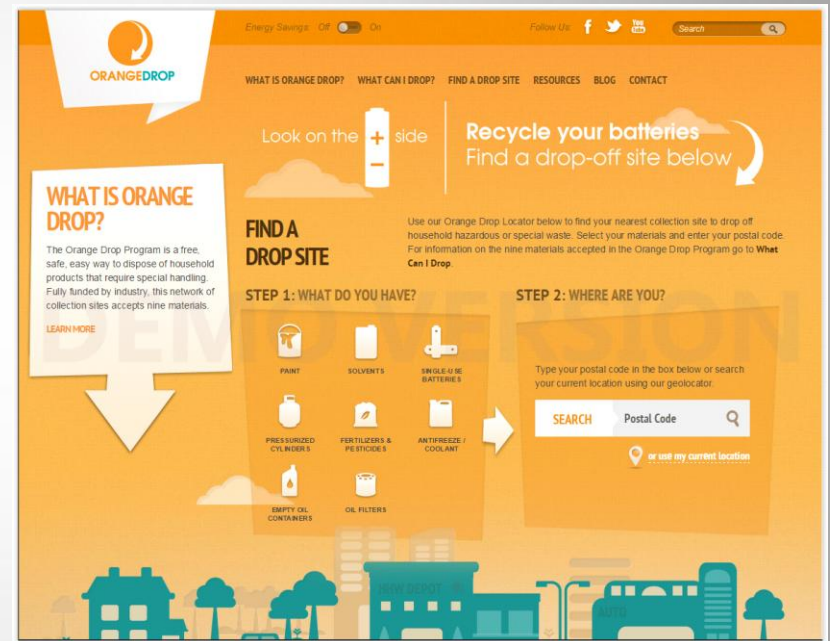 Energy Savings: Off On
Follow Us:
You
Tube
Search
ORANGEDROP
WHAT IS ORANGE DROP? WHAT CAN I DROP? FIND A DROP SITE RESOURCES BLOG CONTACT
Look on the + side
Recycle your batteries
Find a drop-off site below
WHAT IS ORANGE
DROP?
The Orange Drop Program is a free,
safe, easy way to dispose of household
products that require special handling.
Fully funded by industry, this network of
collection sites accepts nine materials.
LEARN MORE
FIND A
DROP SITE
Use our Orange Drop Locator below to find your nearest collection site to drop off
household hazardous or special waste. Select your materials and enter your postal code.
For information on the nine materials accepted in the Orange Drop Program go to What
Can I Drop.
STEP 1: WHAT DO YOU HAVE?
PAINT
SOLVENTS
SINGLE-USE
BATTERIES
PRESSURIZED
CYLINDERS
FERTILIZERS &
PESTICIDES
ANTIFREEZE /
COOLANT
EMPTY OIL
CONTAINERS
OIL FILTERS
STEP 2: WHERE ARE YOU?
Type your postal code in the box below or search
your current location using our geolocator.
SEARCH Postal Code
or use my current location
DEMO VERSION
HHW DEPOT
AUTO